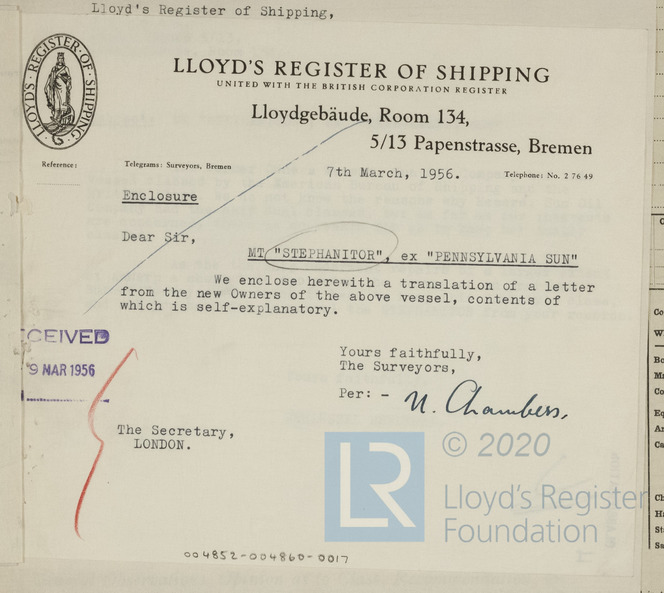 Lloyd's Register of Shipping,
LLOYD'S REGISTER OF SHIPPING
LLOYD'S REGISTER OF SHIPPING
UNITED WITH THE BRITISH CORPORATION REGISTER
Lloydgebäude, Room 134,
5/13 Papenstrasse, Bremen
Reference:
Telegrams: Surveyors, Bremen
7th March, 1956.
Telephone: No. 2 76 49
Enclosure
Dear Sir,
MT "STEPHANITOR", ex "PENNSYLVANIA SUN"
We enclose herewith a translation of a letter
from the new Owners of the above vessel, contents of
which is self-explanatory.
CEIVED
9 MAR 1956
Yours faithfully,
The Surveyors,
Per: - N. Chambers.
The Secretary,
LONDON.
LR
© 2020
Lloyd's Register
Foundation
004852-004860-0017